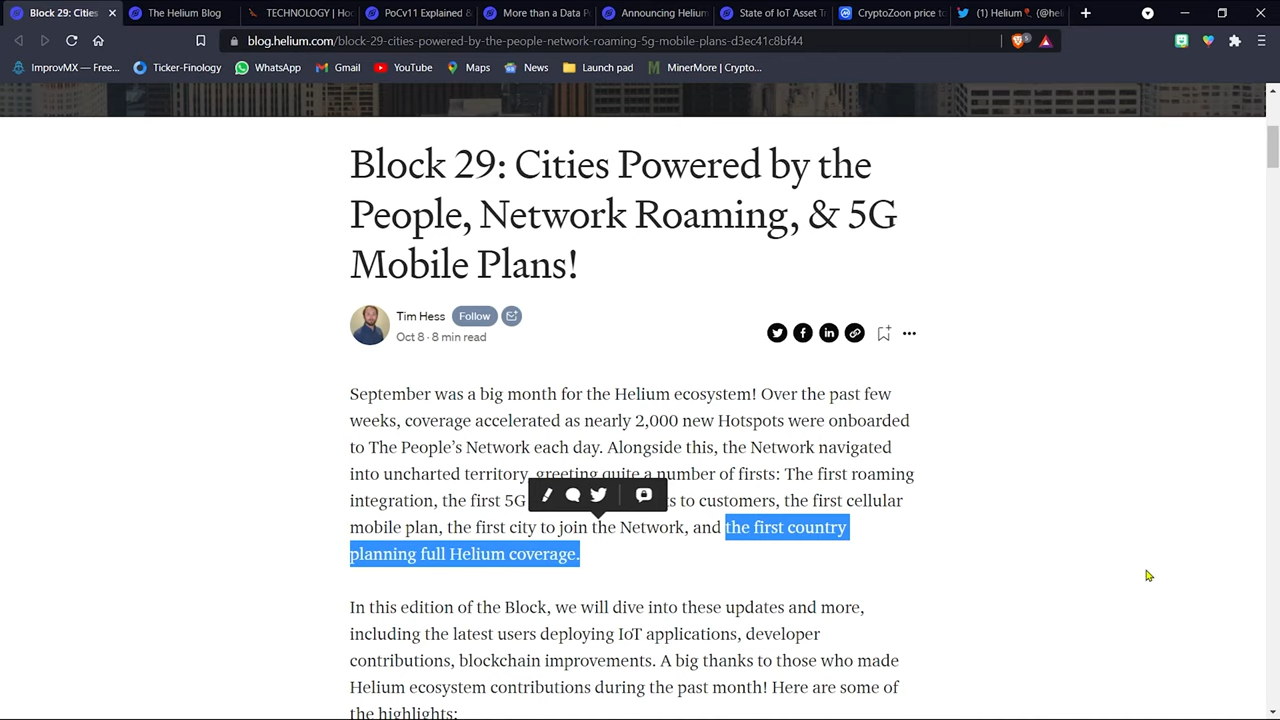 Block 29: Cities
The Helium Blog
TECHNOLOGY | Ho
PoCv11 Explained &
More than a Data P
Announcing Helium
State of IoT Asset T
CryptoZoon price to
(1) Helium🎈 (@heli
blog.helium.com/block-29-cities-powered-by-the-people-network-roaming-5g-mobile-plans-d3ec41c8bf44
5
ImprovMX — Free...
Ticker-Finology
WhatsApp
Gmail
YouTube
Maps
News
Launch pad
MinerMore | Crypto...
Block 29: Cities Powered by the
People, Network Roaming, & 5G
Mobile Plans!
Tim Hess Follow
Oct 8 · 8 min read
September was a big month for the Helium ecosystem! Over the past few
weeks, coverage accelerated as nearly 2,000 new Hotspots were onboarded
to The People’s Network each day. Alongside this, the Network navigated
into uncharted territory, greeting quite a number of firsts: The first roaming
integration, the first 5G s to customers, the first cellular
mobile plan, the first city to join the Network, and the first country
planning full Helium coverage.
In this edition of the Block, we will dive into these updates and more,
including the latest users deploying IoT applications, developer
contributions, blockchain improvements. A big thanks to those who made
Helium ecosystem contributions during the past month! Here are some of
the highlights: